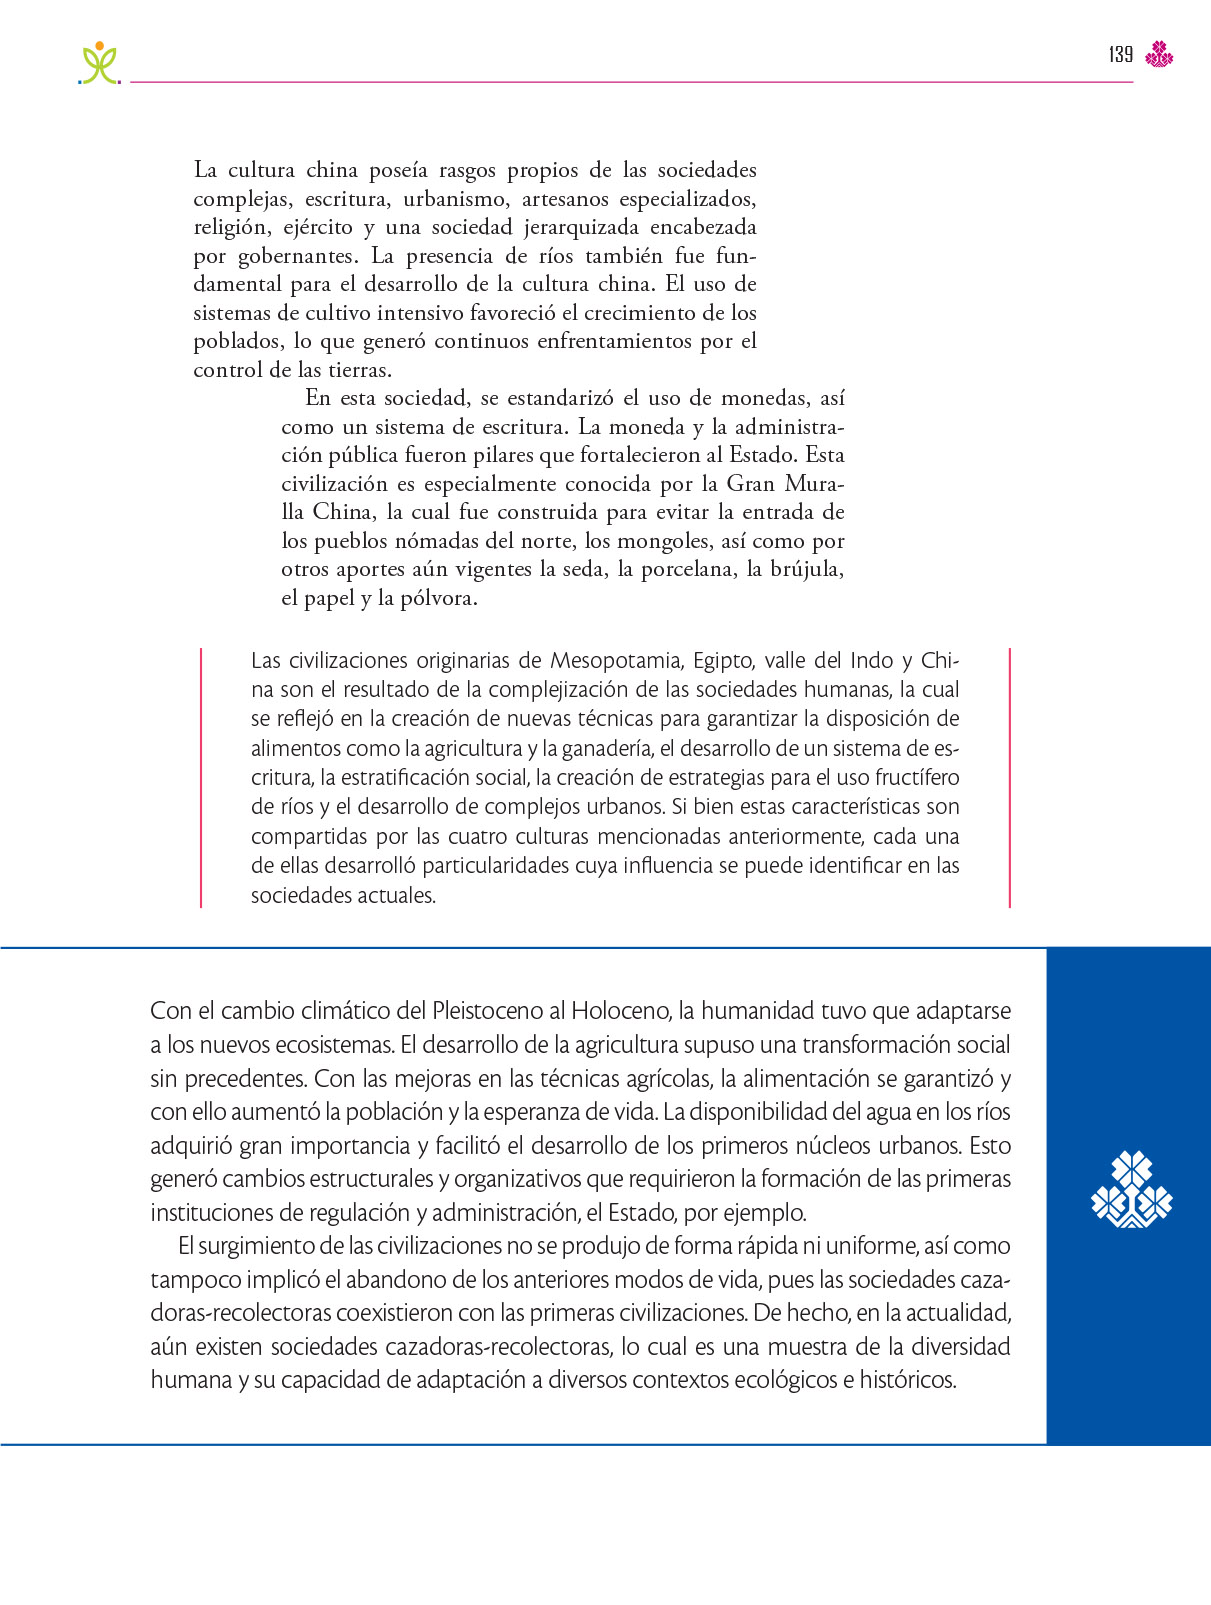 139
La cultura china poseía rasgos propios de las sociedades
complejas, escritura, urbanismo, artesanos especializados,
religión, ejército y una sociedad jerarquizada encabezada
por gobernantes. La presencia de ríos también fue fun-
damental para el desarrollo de la cultura china. El uso de
sistemas de cultivo intensivo favoreció el crecimiento de los
poblados, lo que generó continuos enfrentamientos por el
control de las tierras.
En esta sociedad, se estandarizó el uso de monedas, así
como un sistema de escritura. La moneda y la administra-
ción pública fueron pilares que fortalecieron al Estado. Esta
civilización es especialmente conocida por la Gran Mura-
lla China, la cual fue construida para evitar la entrada de
los pueblos nómadas del norte, los mongoles, así como por
otros aportes aún vigentes la seda, la porcelana, la brújula,
el papel y la pólvora.
Las civilizaciones originarias de Mesopotamia, Egipto, valle del Indo y Chi-
na son el resultado de la complejización de las sociedades humanas, la cual
se reflejó en la creación de nuevas técnicas para garantizar la disposición de
alimentos como la agricultura y la ganadería, el desarrollo de un sistema de es-
critura, la estratificación social, la creación de estrategias para el uso fructífero
de ríos y el desarrollo de complejos urbanos. Si bien estas características son
compartidas por las cuatro culturas mencionadas anteriormente, cada una
de ellas desarrolló particularidades cuya influencia se puede identificar en las
sociedades actuales.
Con el cambio climático del Pleistoceno al Holoceno, la humanidad tuvo que adaptarse
a los nuevos ecosistemas. El desarrollo de la agricultura supuso una transformación social
sin precedentes. Con las mejoras en las técnicas agrícolas, la alimentación se garantizó y
con ello aumentó la población y la esperanza de vida. La disponibilidad del agua en los ríos
adquirió gran importancia y facilitó el desarrollo de los primeros núcleos urbanos. Esto
generó cambios estructurales y organizativos que requirieron la formación de las primeras
instituciones de regulación y administración, el Estado, por ejemplo.
El surgimiento de las civilizaciones no se produjo de forma rápida ni uniforme, así como
tampoco implicó el abandono de los anteriores modos de vida, pues las sociedades caza-
doras-recolectoras coexistieron con las primeras civilizaciones. De hecho, en la actualidad,
aún existen sociedades cazadoras-recolectoras, lo cual es una muestra de la diversidad
humana y su capacidad de adaptación a diversos contextos ecológicos e históricos.